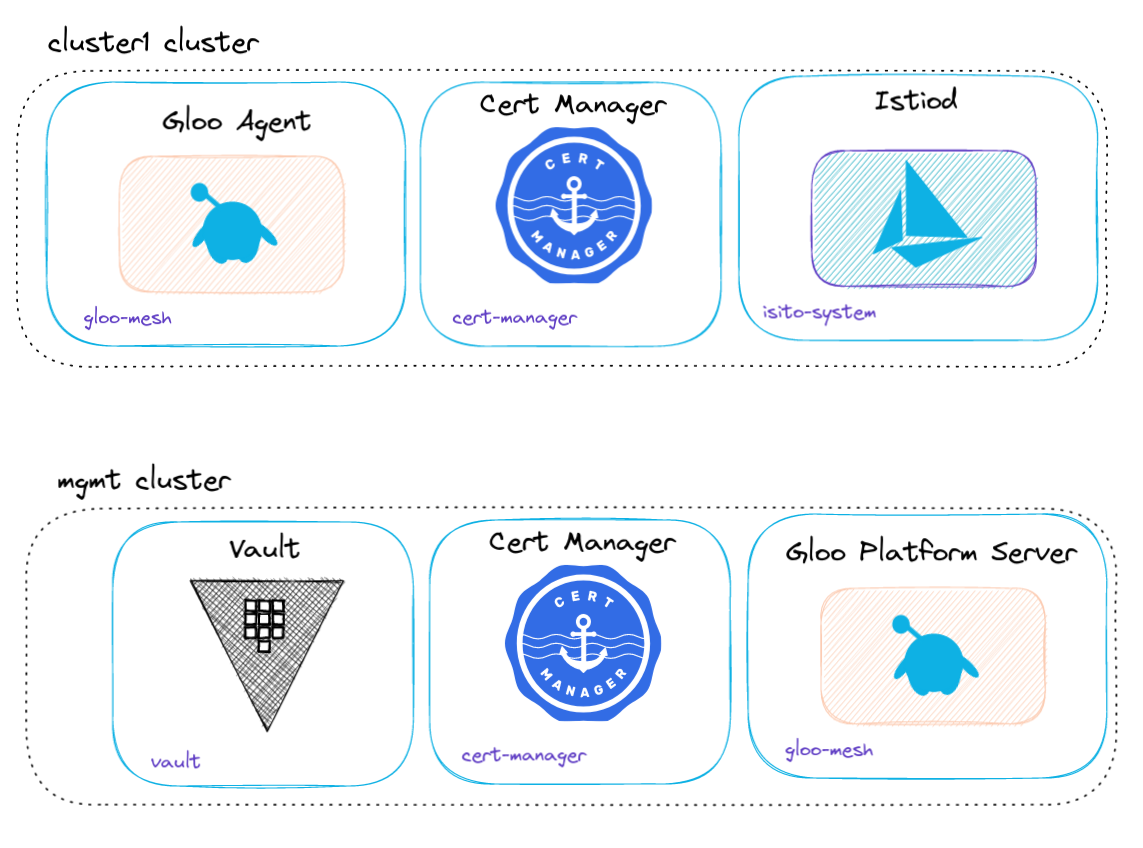 cluster1 cluster
Gloo Agent
Cert Manager
Istiod
CERT
MANAGER
gloo-mesh
cert-manager
isito-system
mgmt cluster
Vault
Cert Manager
Gloo Platform Server
CERT
MANAGER
vault
cert-manager
gloo-mesh